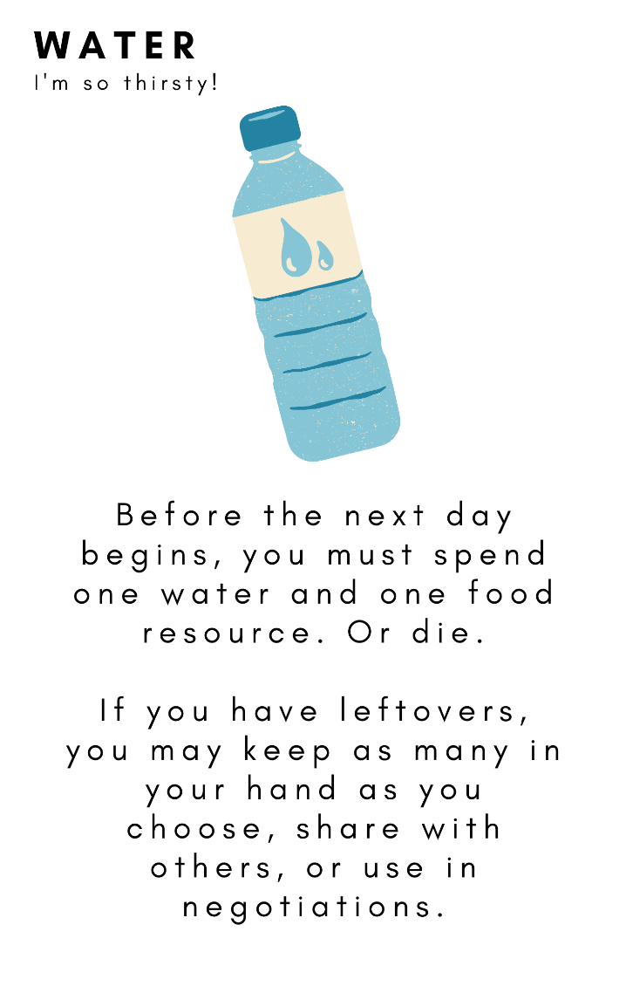 WATER
I'm so thirsty!
Before the next day
begins, you must spend
one water and one food
resource. Or die.
If you have leftovers,
you may keep as many in
your hand as you
choose, share with
others, or use in
negotiations.